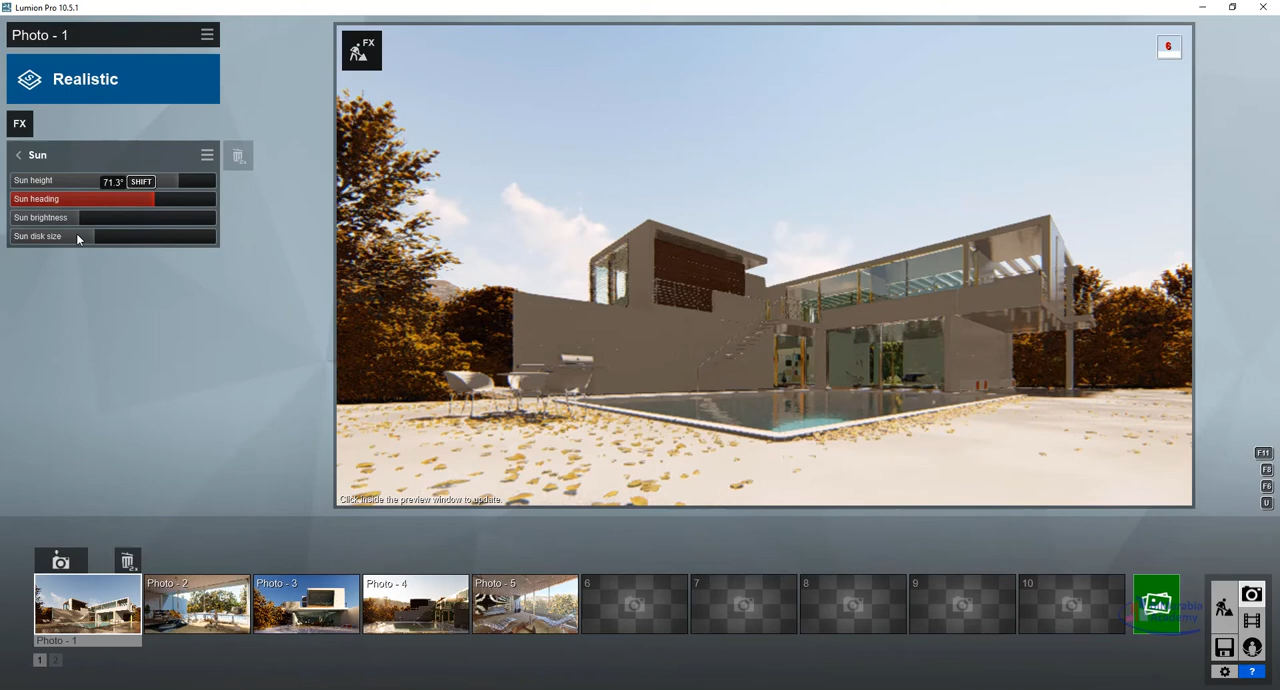 Lumion Pro 10.5.1
Photo - 1
FX
6
Realistic
FX
Sun
Sun height
71.3° SHIFT
Sun heading
Sun brightness
Sun disk size
Click inside the preview window to update.
F11
F8
F6
U
Photo - 2
Photo - 3
Photo - 4
Photo - 5
6
7
8
9
10
Photo - 1
1
2
Academy
?